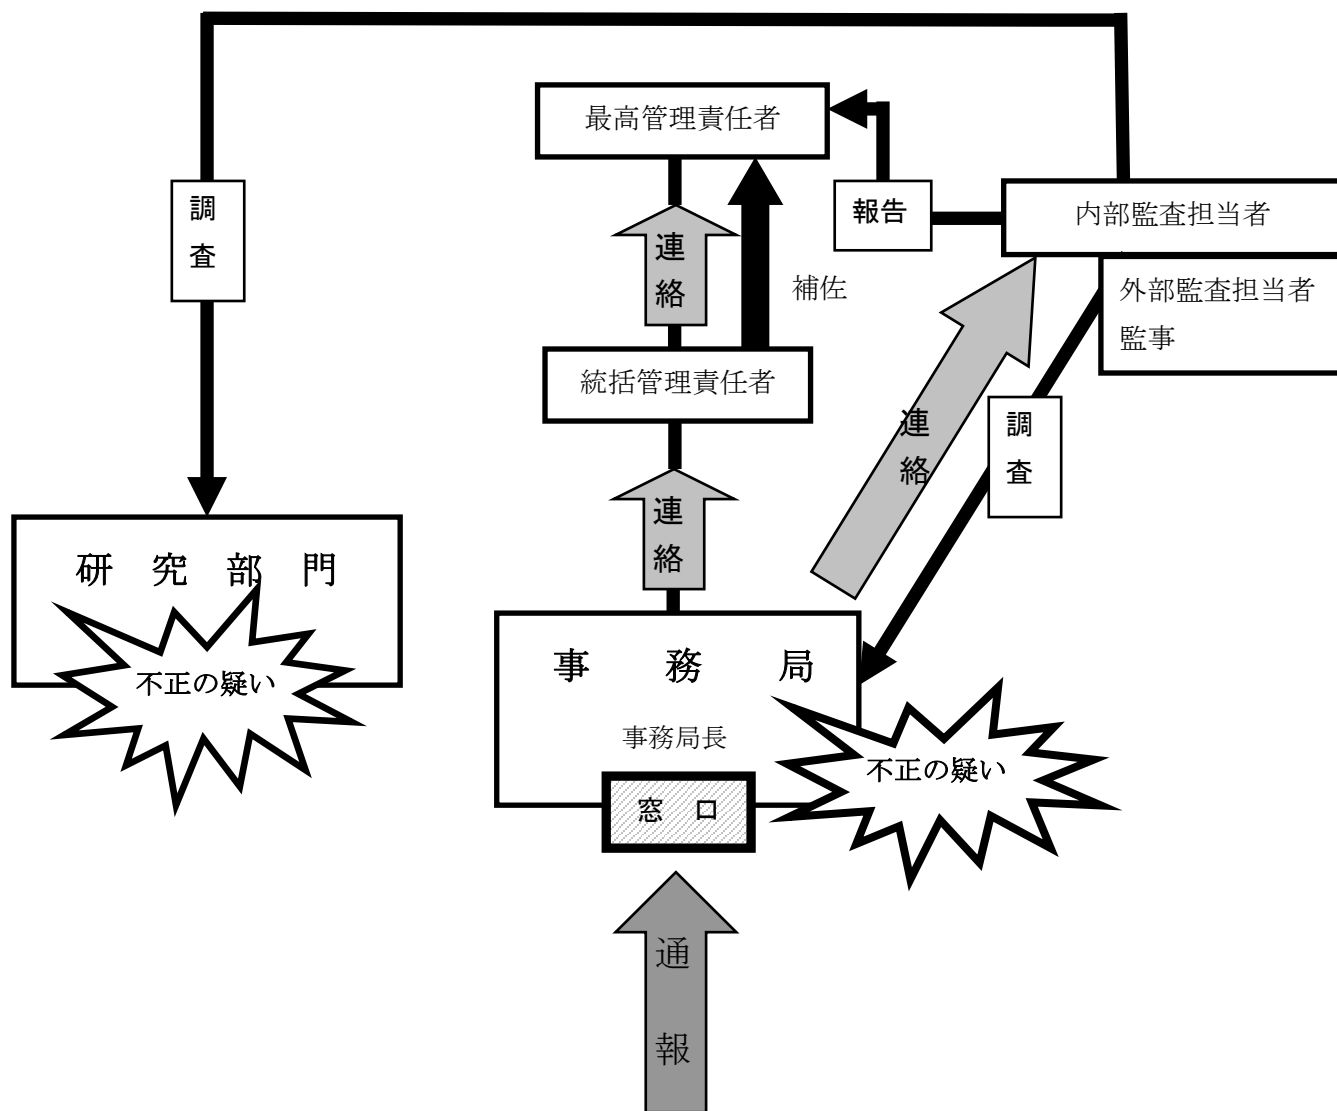 最高管理責任者
調
査
報告
内部監査担当者
連
絡
補佐
外部監査担当者
監事
統括管理責任者
連
絡
調
査
連
絡
研　究　部　門
不正の疑い
事　務　局
事務局長
不正の疑い
窓　口
通
報